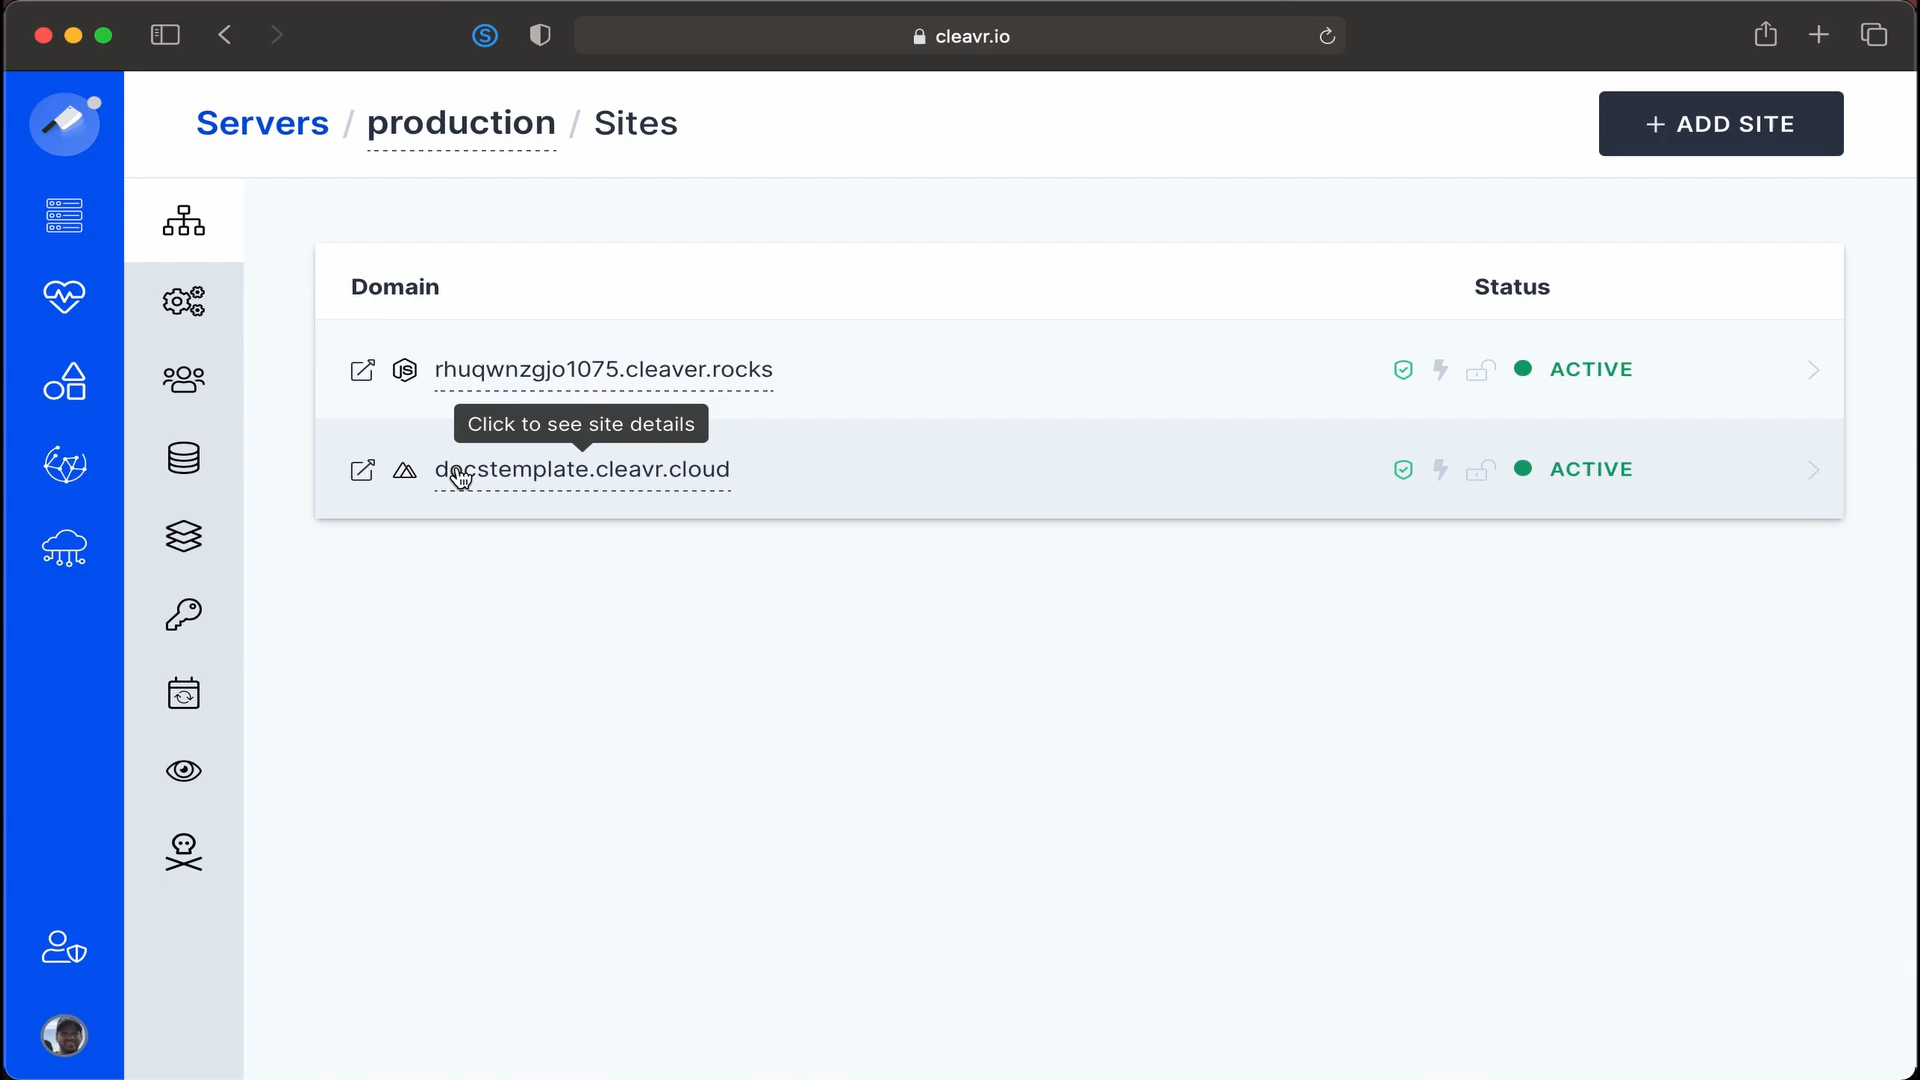 cleavr.io
Servers / production / Sites
+ ADD SITE
Domain
Status
rhuqwnzgjo1075.cleaver.rocks
ACTIVE
Click to see site details
docstemplate.cleavr.cloud
ACTIVE